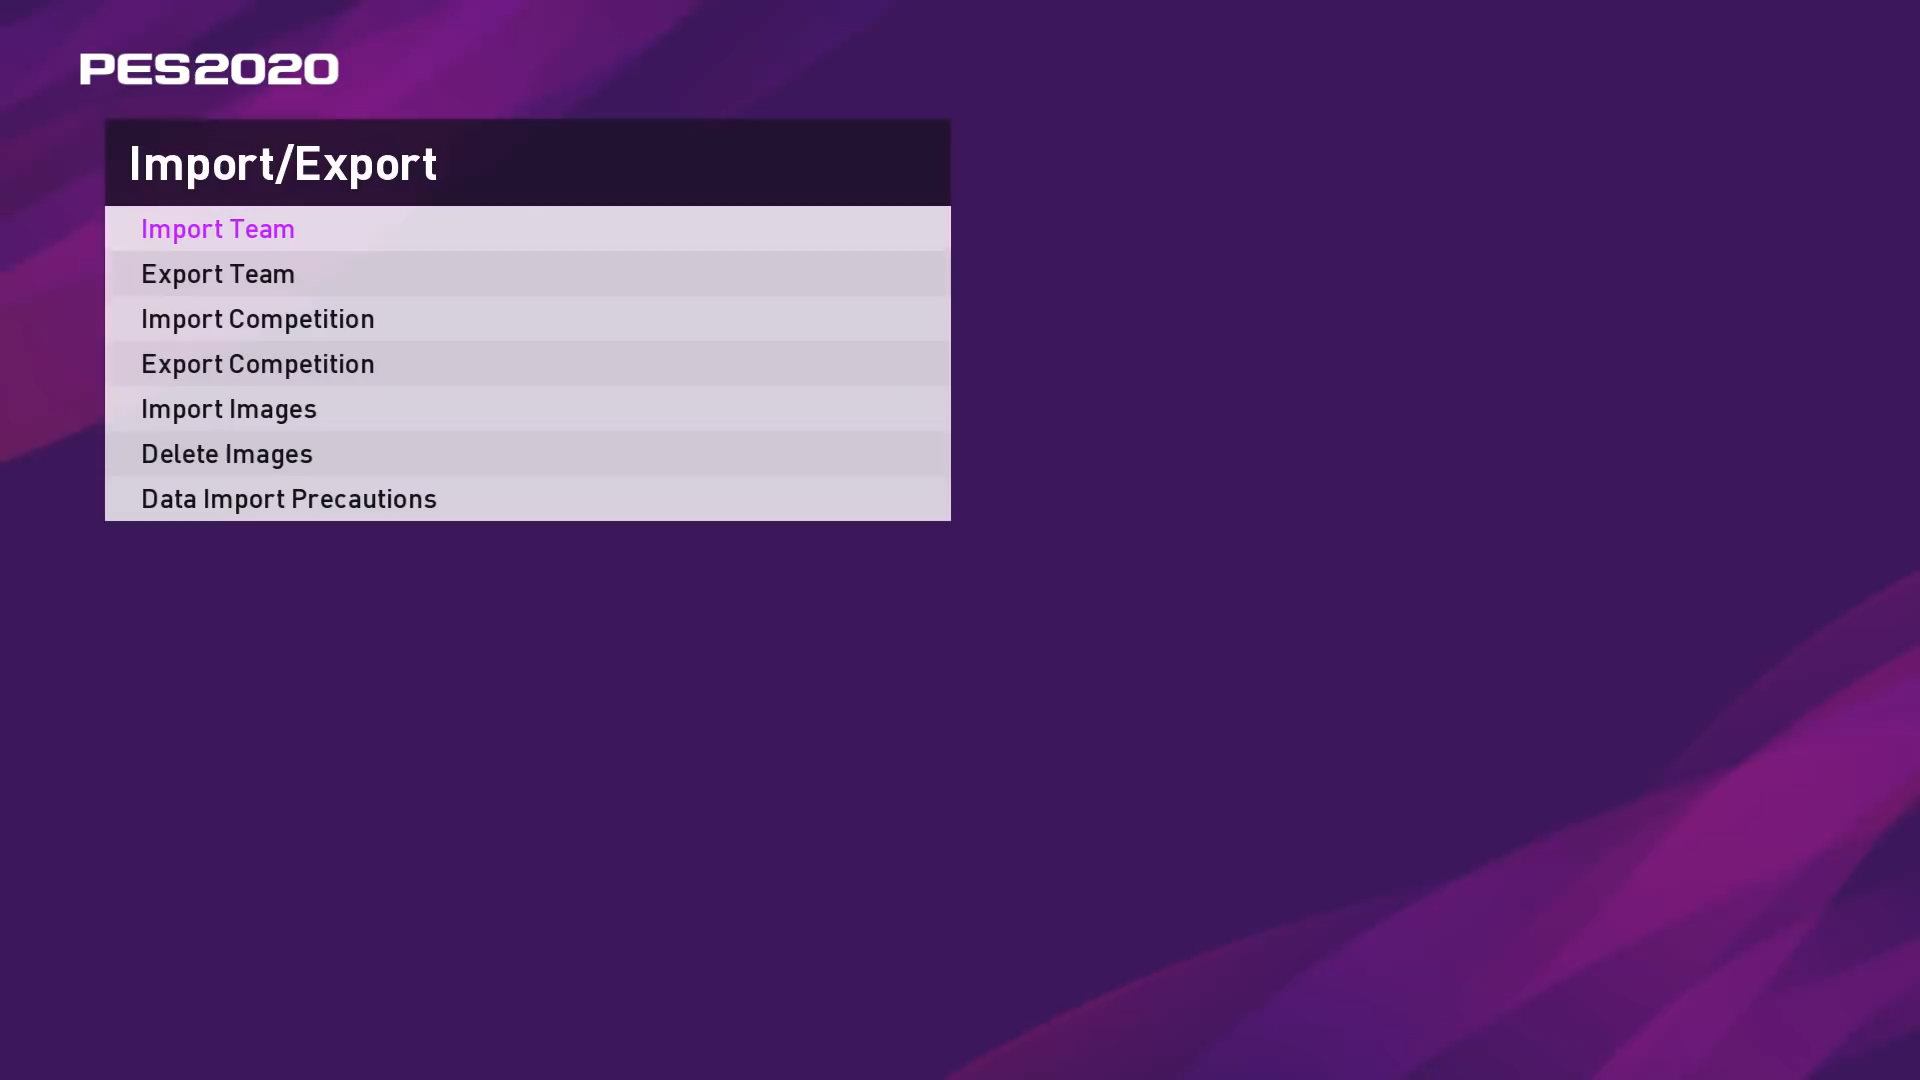 PES2020
Import/Export
Import Team
Export Team
Import Competition
Export Competition
Import Images
Delete Images
Data Import Precautions